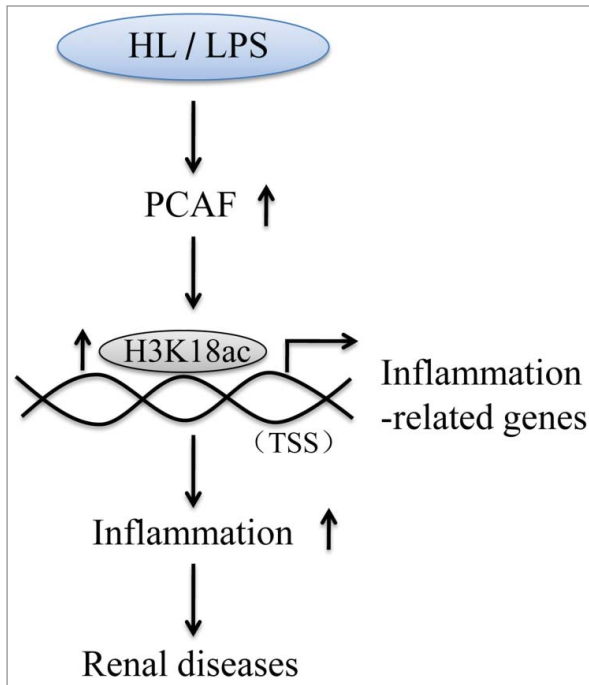 HL / LPS
PCAF
H3K18ac
Inflammation
-related genes
（TSS）
Inflammation
Renal diseases